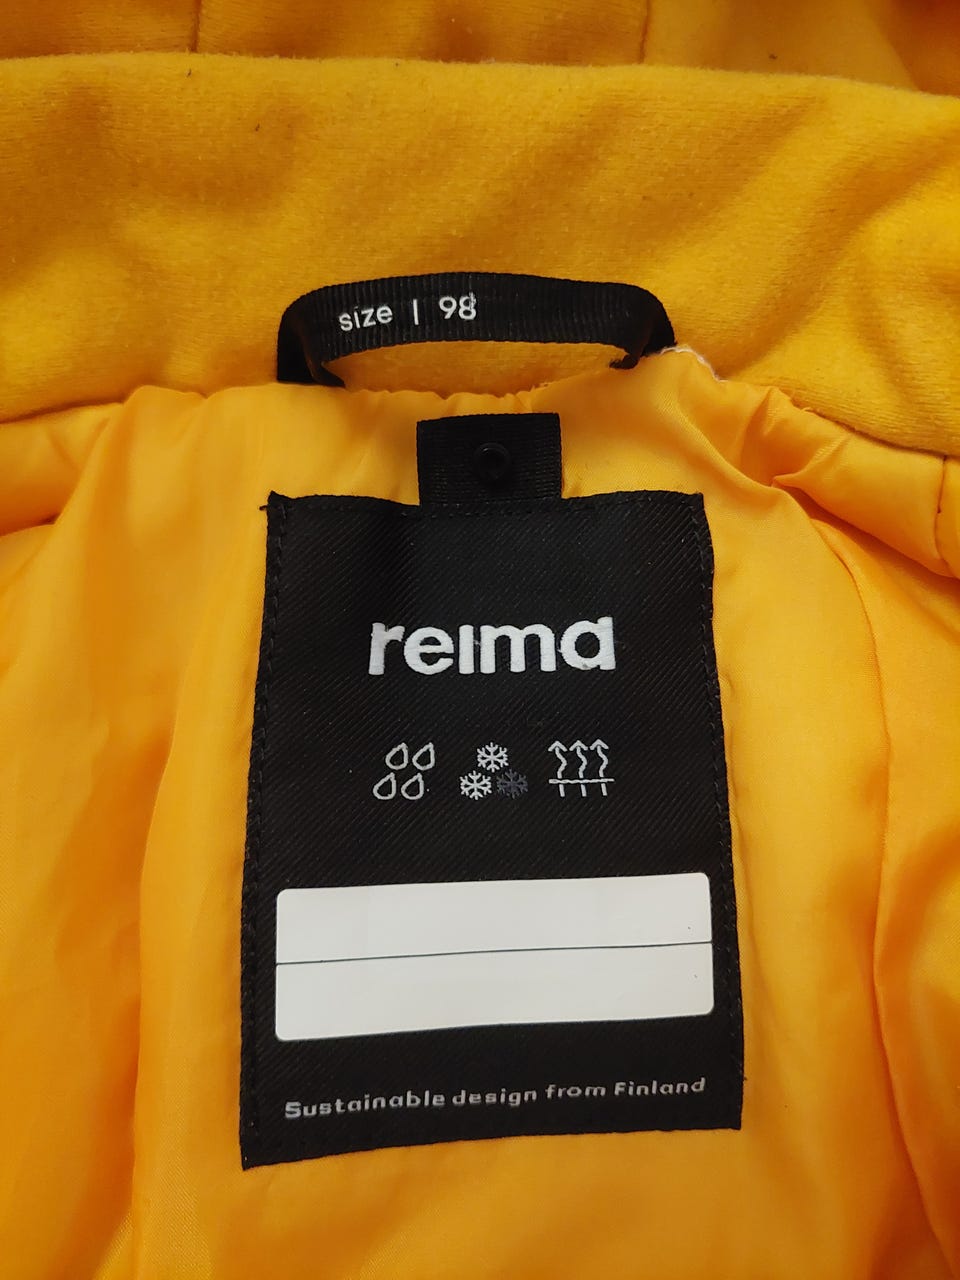 size | 98
reima
Sustainable design from Finland